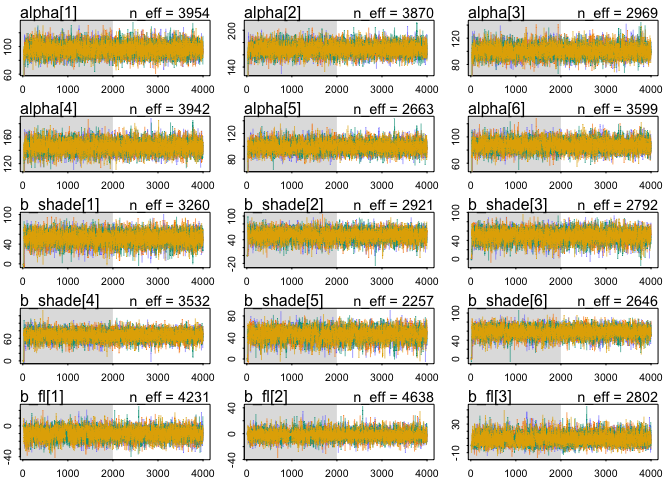 alpha[1] n_eff = 3954 alpha[2] n_eff = 3870 alpha[3] n_eff = 2969
60 100 140 200 80 120
0 1000 2000 3000 4000 0 1000 2000 3000 4000 0 1000 2000 3000 4000
alpha[4] n_eff = 3942 alpha[5] n_eff = 2663 alpha[6] n_eff = 3599
120 160 80 120 60 100
0 1000 2000 3000 4000 0 1000 2000 3000 4000 0 1000 2000 3000 4000
b_shade[1] n_eff = 3260 b_shade[2] n_eff = 2921 b_shade[3] n_eff = 2792
0 40 100 -20 40 100 0 40 100
0 1000 2000 3000 4000 0 1000 2000 3000 4000 0 1000 2000 3000 4000
b_shade[4] n_eff = 3532 b_shade[5] n_eff = 2257 b_shade[6] n_eff = 2646
0 60 0 40 80 0 40 100
0 1000 2000 3000 4000 0 1000 2000 3000 4000 0 1000 2000 3000 4000
b_fl[1] n_eff = 4231 b_fl[2] n_eff = 4638 b_fl[3] n_eff = 2802
-40 0 -40 0 40 -10 30
0 1000 2000 3000 4000 0 1000 2000 3000 4000 0 1000 2000 3000 4000